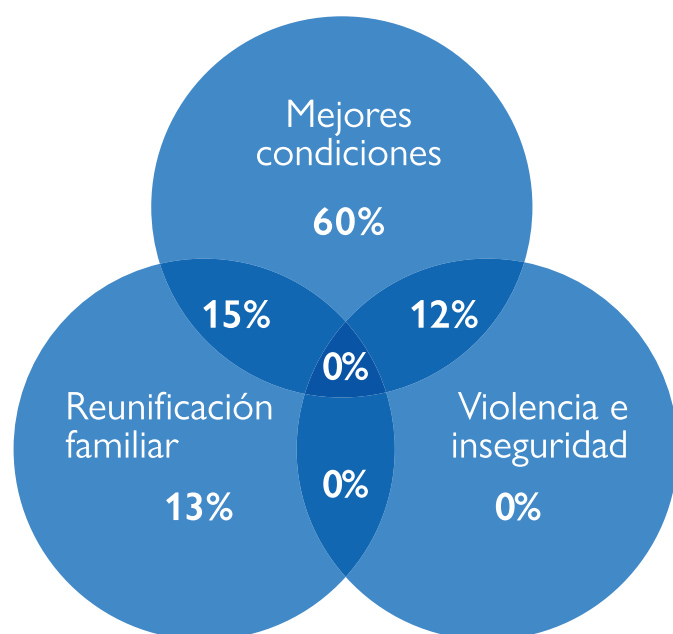 Mejores
condiciones
60%
15%
12%
0%
Reunificación
familiar
13%
Violencia e
inseguridad
0%
0%